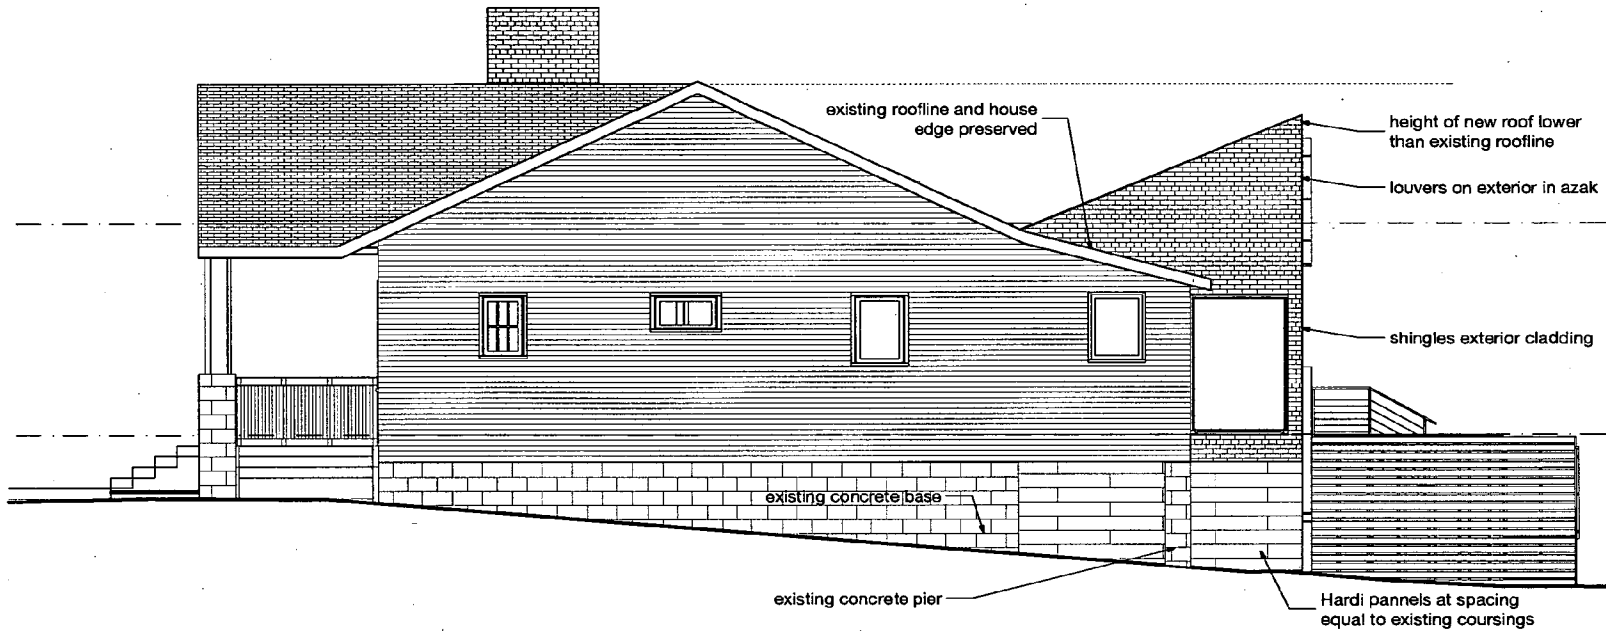 existing roofline and house
edge preserved
height of new roof lower
than existing roofline
louvers on exterior in azak
shingles exterior cladding
existing concrete base
existing concrete pier
Hardi pannels at spacing
equal to existing coursings